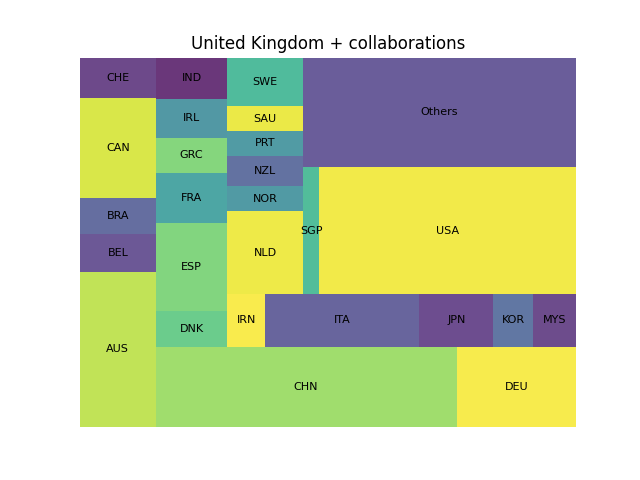 United Kingdom + collaborations
CHE
IND
SWE
Others
SAU
IRL
PRT
CAN
GRC
NZL
FRA
NOR
BRA
SGP
USA
BEL
NLD
ESP
IRN
ITA
JPN
KOR
MYS
DNK
AUS
CHN
DEU